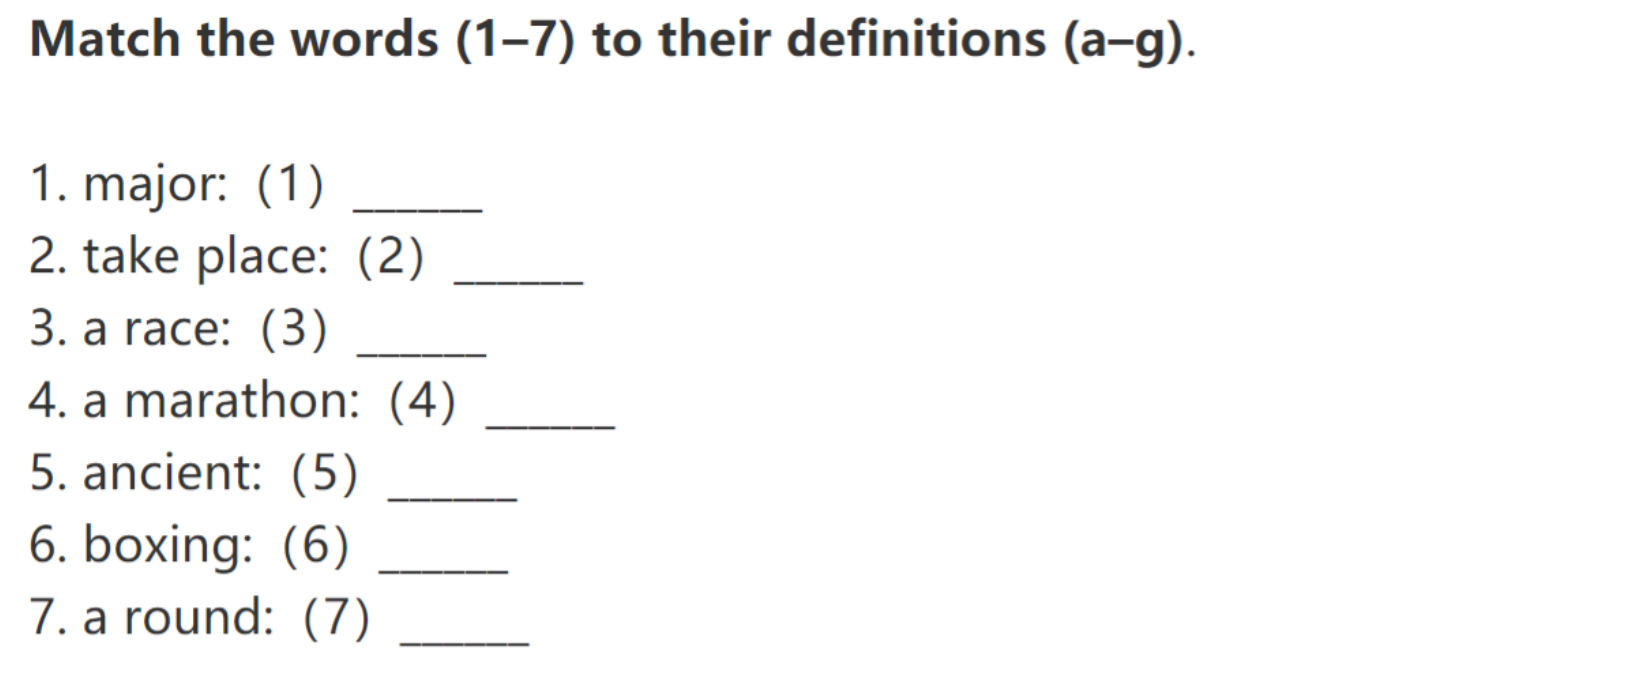 Match the words (1–7) to their definitions (a–g).
1. major: (1) ______
2. take place: (2) ______
3. a race: (3) ______
4. a marathon: (4) ______
5. ancient: (5) ______
6. boxing: (6) ______
7. a round: (7) ______